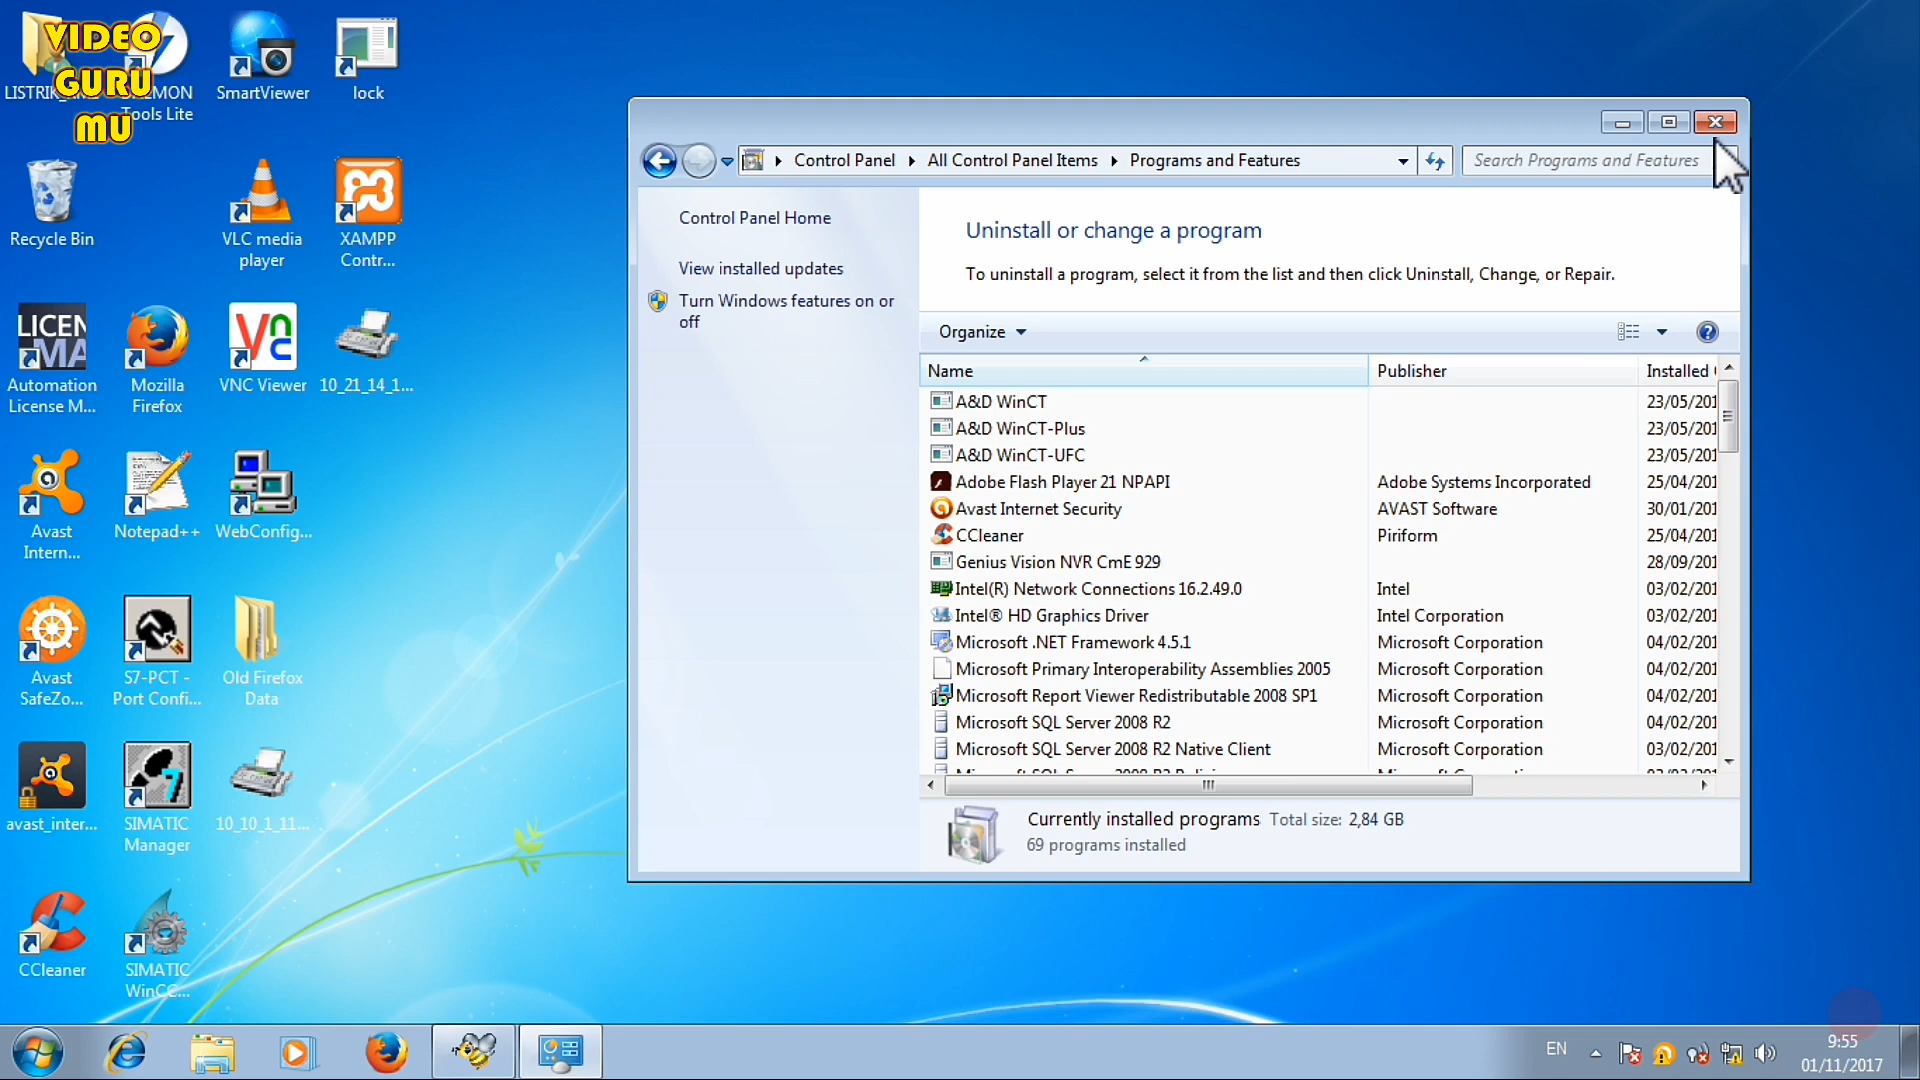 VIDEO
GURU
MU
Tools Lite
SmartViewer
lock
Recycle Bin
VLC media
player
XAMPP
Contr...
Automation
License M...
Mozilla
Firefox
VNC Viewer
10_21_14_1...
Avast
Intern...
Notepad++
WebConfig...
Avast
SafeZo...
S7-PCT -
Port Confi...
Old Firefox
Data
avast_inter...
SIMATIC
Manager
10_10_1_11...
CCleaner
SIMATIC
WinCC...
Control Panel
All Control Panel Items
Programs and Features
Search Programs and Features
Control Panel Home
View installed updates
Turn Windows features on or
off
Uninstall or change a program
To uninstall a program, select it from the list and then click Uninstall, Change, or Repair.
Organize
Name Publisher Installed
A&D WinCT 23/05/201
A&D WinCT-Plus 23/05/201
A&D WinCT-UFC 23/05/201
Adobe Flash Player 21 NPAPI Adobe Systems Incorporated 25/04/201
Avast Internet Security AVAST Software 30/01/201
CCleaner Piriform 25/04/201
Genius Vision NVR CmE 929 28/09/201
Intel(R) Network Connections 16.2.49.0 Intel 03/02/201
Intel® HD Graphics Driver Intel Corporation 03/02/201
Microsoft .NET Framework 4.5.1 Microsoft Corporation 04/02/201
Microsoft Primary Interoperability Assemblies 2005 Microsoft Corporation 04/02/201
Microsoft Report Viewer Redistributable 2008 SP1 Microsoft Corporation 04/02/201
Microsoft SQL Server 2008 R2 Microsoft Corporation 04/02/201
Microsoft SQL Server 2008 R2 Native Client Microsoft Corporation 03/02/201
Currently installed programs Total size: 2,84 GB
69 programs installed
EN
9:55
01/11/2017